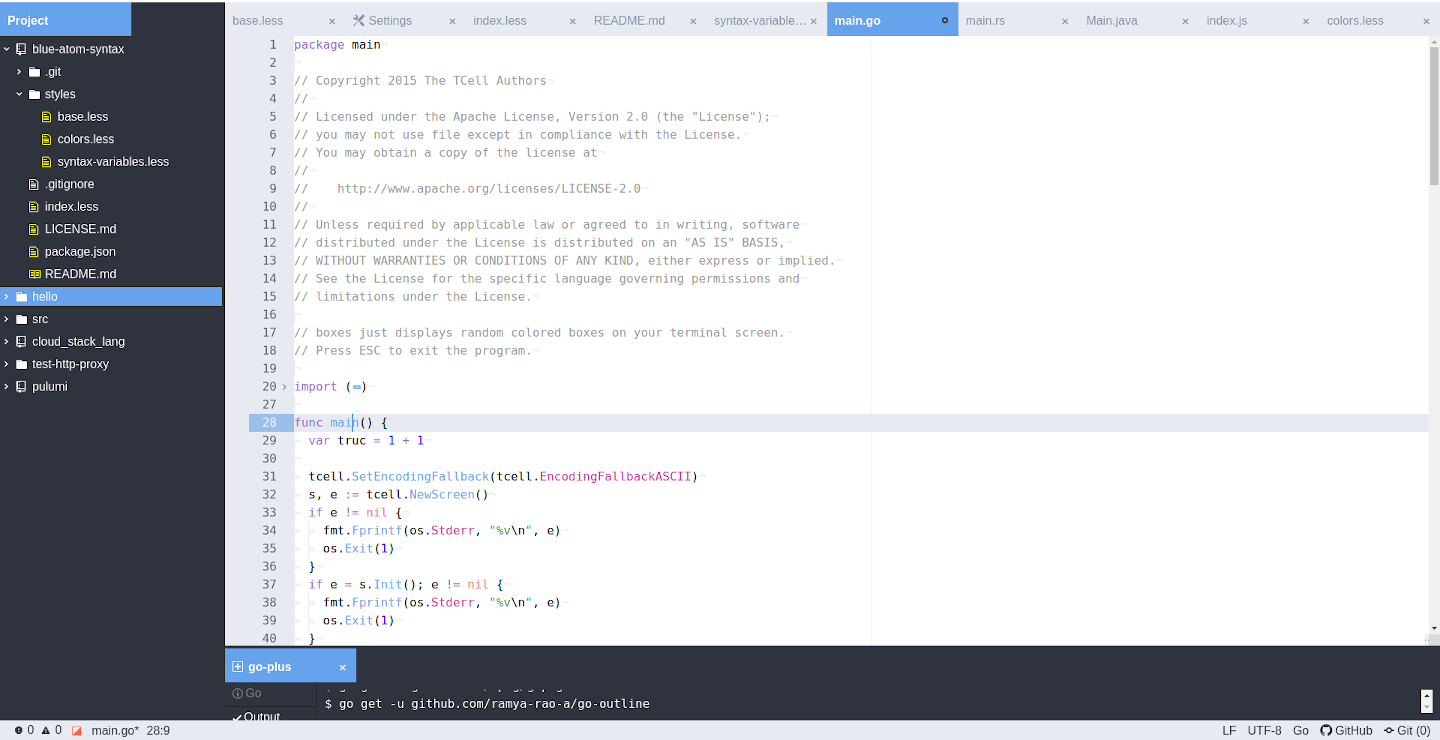 Project
base.less
Settings
index.less
README.md
syntax-variable…
main.go
main.rs
Main.java
index.js
colors.less
blue-atom-syntax
.git
styles
base.less
colors.less
syntax-variables.less
.gitignore
index.less
LICENSE.md
package.json
README.md
hello
src
cloud_stack_lang
test-http-proxy
pulumi
1 package main
2
3 // Copyright 2015 The TCell Authors
4 //
5 // Licensed under the Apache License, Version 2.0 (the "License");
6 // you may not use file except in compliance with the License.
7 // You may obtain a copy of the license at
8 //
9 //    http://www.apache.org/licenses/LICENSE-2.0
10 //
11 // Unless required by applicable law or agreed to in writing, software
12 // distributed under the License is distributed on an "AS IS" BASIS,
13 // WITHOUT WARRANTIES OR CONDITIONS OF ANY KIND, either express or implied.
14 // See the License for the specific language governing permissions and
15 // limitations under the License.
16
17 // boxes just displays random colored boxes on your terminal screen.
18 // Press ESC to exit the program.
19
20 import (…)
27
28 func main() {
29   var truc = 1 + 1
30
31   tcell.SetEncodingFallback(tcell.EncodingFallbackASCII)
32   s, e := tcell.NewScreen()
33   if e != nil {
34     fmt.Fprintf(os.Stderr, "%v\n", e)
35     os.Exit(1)
36   }
37   if e = s.Init(); e != nil {
38     fmt.Fprintf(os.Stderr, "%v\n", e)
39     os.Exit(1)
40   }
go-plus
Go
Output
$ go get -u github.com/ramya-rao-a/go-outline
0 0 main.go* 28:9
LF UTF-8 Go GitHub Git (0)